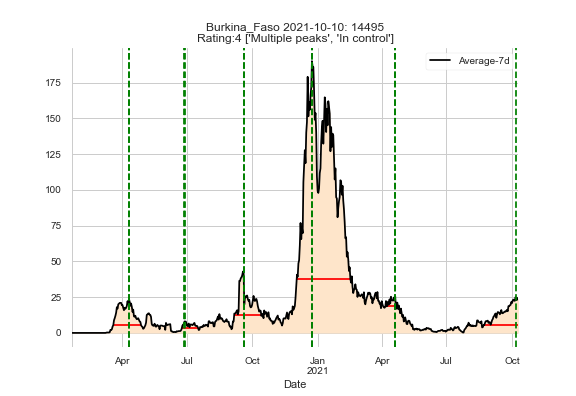 Burkina_Faso 2021-10-10: 14495
Rating:4 ['Multiple peaks', 'In control']
Average-7d
175
150
125
100
75
50
25
0
Apr
Jul
Oct
Jan
2021
Apr
Jul
Oct
Date